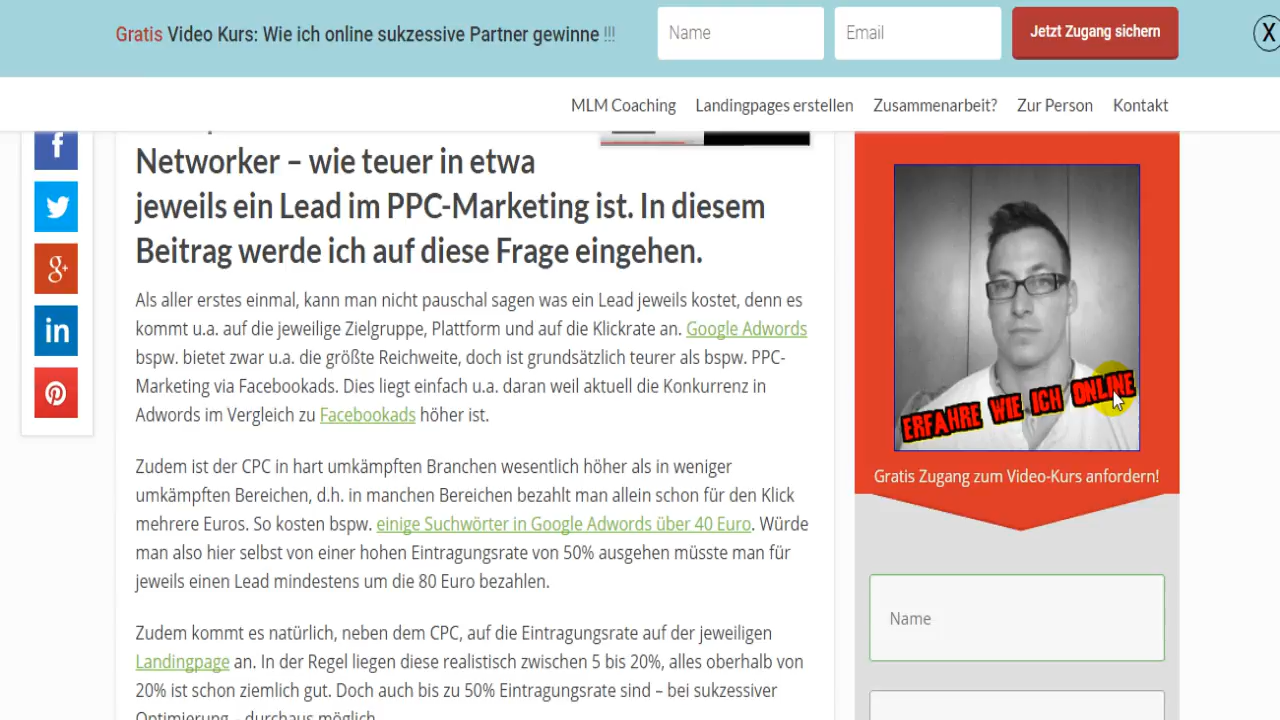 Gratis Video Kurs: Wie ich online sukzessive Partner gewinne !!!
Name
Email
Jetzt Zugang sichern
X
MLM Coaching
Landingpages erstellen
Zusammenarbeit?
Zur Person
Kontakt
f
g+
in
Networker – wie teuer in etwa
jeweils ein Lead im PPC-Marketing ist. In diesem
Beitrag werde ich auf diese Frage eingehen.
Als aller erstes einmal, kann man nicht pauschal sagen was ein Lead jeweils kostet, denn es
kommt u.a. auf die jeweilige Zielgruppe, Plattform und auf die Klickrate an. Google Adwords
bspw. bietet zwar u.a. die größte Reichweite, doch ist grundsätzlich teurer als bspw. PPC-
Marketing via Facebookads. Dies liegt einfach u.a. daran weil aktuell die Konkurrenz in
Adwords im Vergleich zu Facebookads höher ist.
Zudem ist der CPC in hart umkämpften Branchen wesentlich höher als in weniger
umkämpften Bereichen, d.h. in manchen Bereichen bezahlt man allein schon für den Klick
mehrere Euros. So kosten bspw. einige Suchwörter in Google Adwords über 40 Euro. Würde
man also hier selbst von einer hohen Eintragungsrate von 50% ausgehen müsste man für
jeweils einen Lead mindestens um die 80 Euro bezahlen.
Zudem kommt es natürlich, neben dem CPC, auf die Eintragungsrate auf der jeweiligen
Landingpage an. In der Regel liegen diese realistisch zwischen 5 bis 20%, alles oberhalb von
20% ist schon ziemlich gut. Doch auch bis zu 50% Eintragungsrate sind – bei sukzessiver
Optimierung – durchaus möglich.
ERFAHRE WIE ICH ONLINE
Gratis Zugang zum Video-Kurs anfordern!
Name